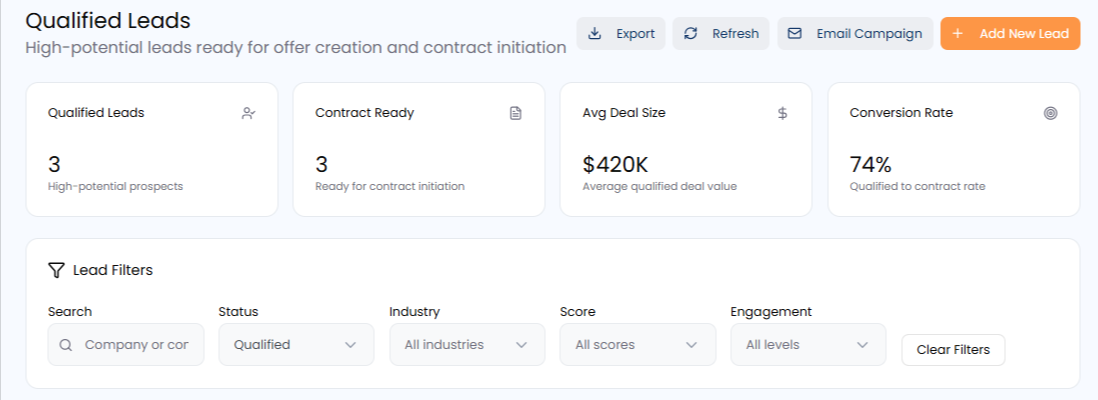 Qualified Leads
High-potential leads ready for offer creation and contract initiation
Export
Refresh
Email Campaign
+ Add New Lead
Qualified Leads
3
High-potential prospects
Contract Ready
3
Ready for contract initiation
Avg Deal Size
$
$420K
Average qualified deal value
Conversion Rate
74%
Qualified to contract rate
Lead Filters
Search
Company or cor
Status
Qualified
Industry
All industries
Score
All scores
Engagement
All levels
Clear Filters